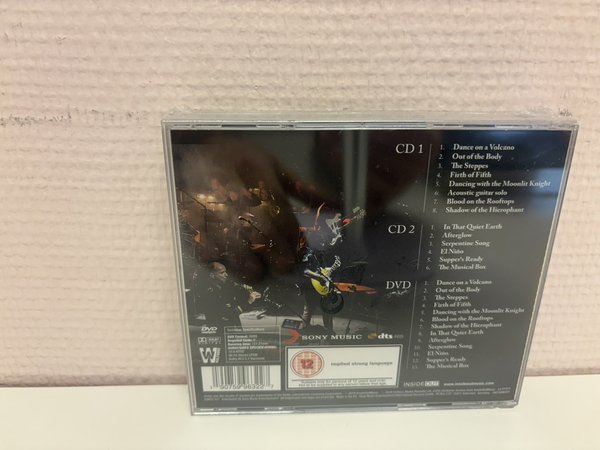 CD 1
1. Dance on a Volcano
2. Out of the Body
3. The Steppes
4. Firth of Fifth
5. Dancing with the Moonlit Knight
6. Acoustic guitar solo
7. Blood on the Rooftops
8. Shadow of the Hierophant
CD 2
1. In That Quiet Earth
2. Afterglow
3. Serpentine Song
4. El Niño
5. Supper's Ready
6. The Musical Box
DVD
1. Dance on a Volcano
2. Out of the Body
3. The Steppes
4. Firth of Fifth
5. Dancing with the Moonlit Knight
6. Blood on the Rooftops
7. Shadow of the Hierophant
8. In That Quiet Earth
9. Afterglow
10. Serpentine Song
11. El Niño
12. Supper's Ready
13. The Musical Box
DVD
SONY MUSIC
dts
12
implied strong language
INSIDEOUT
www.insideoutmusic.com